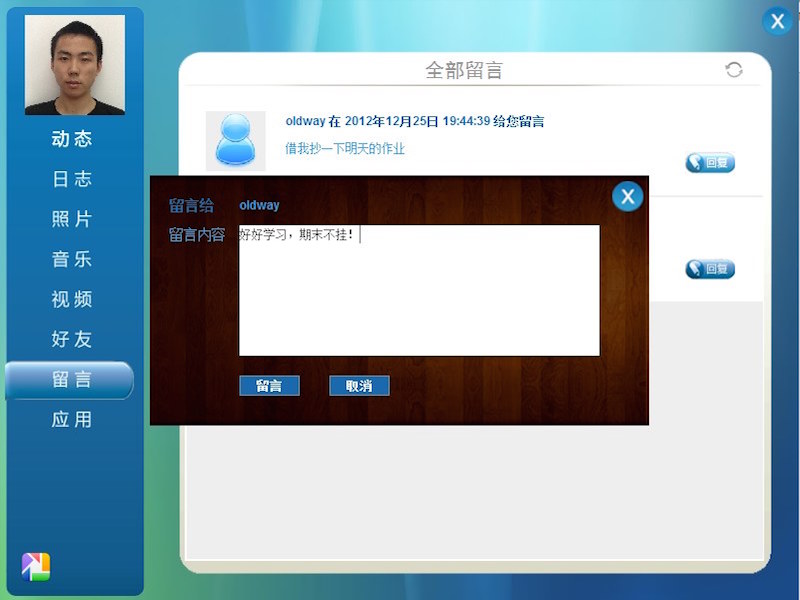 动态
日志
照片
音乐
视频
好友
留言
应用
全部留言
oldway 在 2012年12月25日 19:44:39 给您留言
借我抄一下明天的作业
回复
回复
留言给 oldway
留言内容 好好学习，期末不挂！
留言 取消